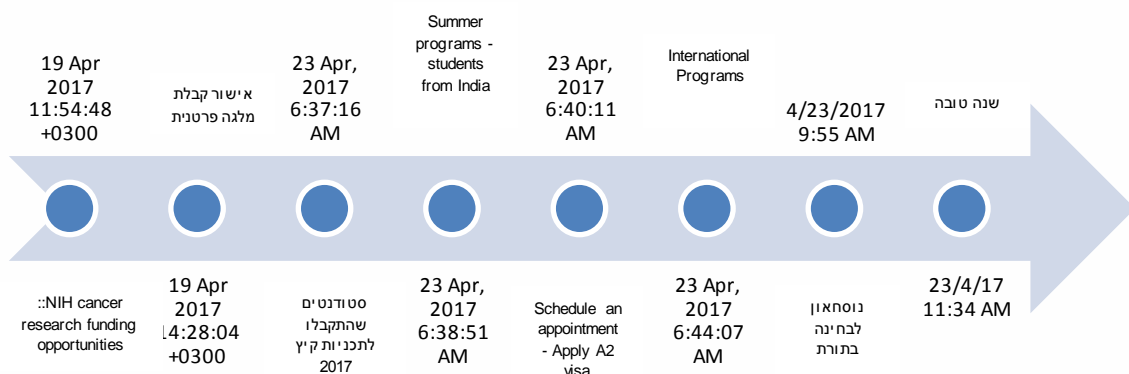 19 Apr
2017
11:54:48
+0300
אישור קבלת
מלגה פרטנית
23 Apr,
2017
6:37:16
AM
Summer
programs -
students
from India
23 Apr,
2017
6:40:11
AM
International
Programs
4/23/2017
9:55 AM
שנה טובה
::NIH cancer
research funding
opportunities
19 Apr
2017
14:28:04
+0300
סטודנטים
שהתקבלו
לתכניות קיץ
2017
23 Apr,
2017
6:38:51
AM
Schedule an
appointment
- Apply A2
visa
23 Apr,
2017
6:44:07
AM
נוסחאון
לבחינה
בתורת
23/4/17
11:34 AM